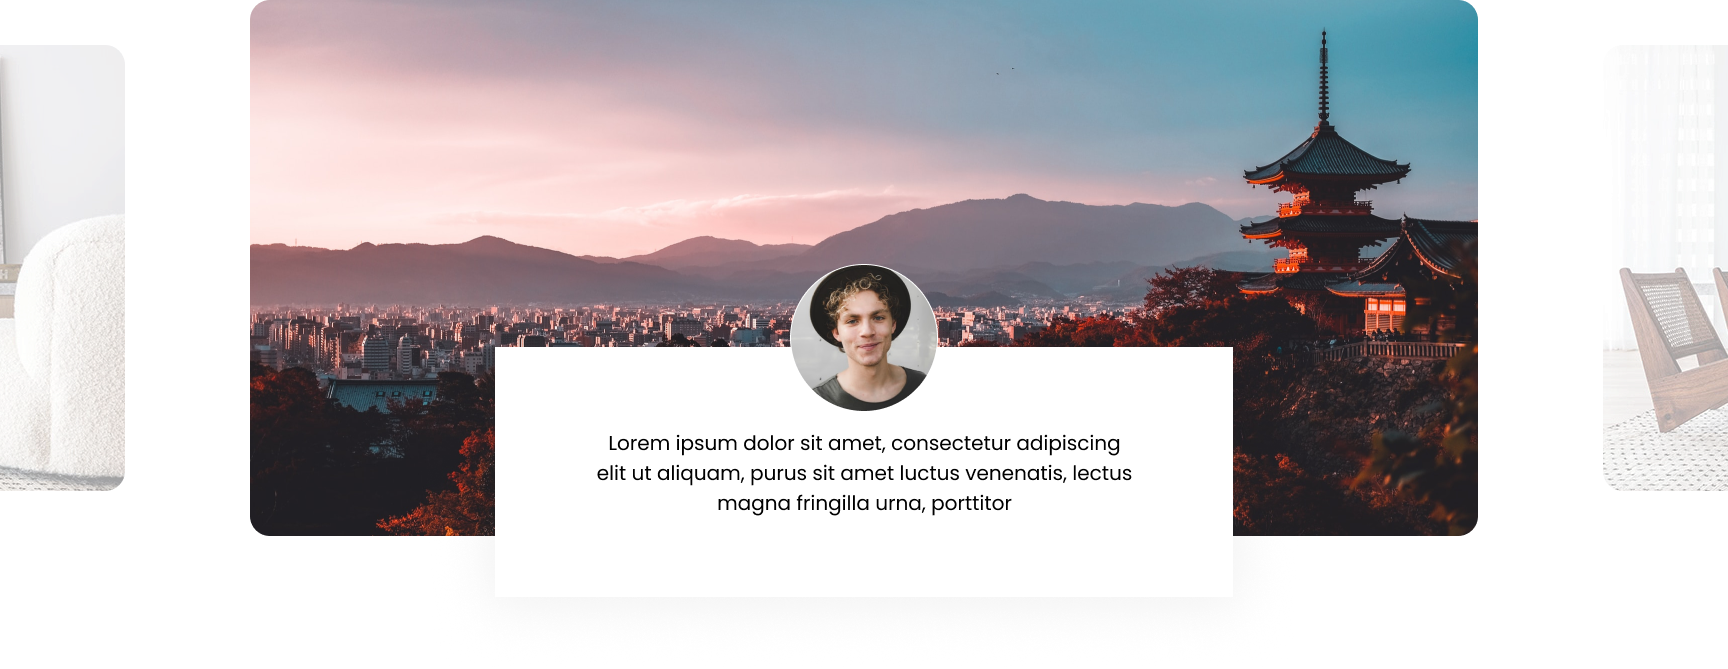 Lorem ipsum dolor sit amet, consectetur adipiscing
elit ut aliquam, purus sit amet luctus venenatis, lectus
magna fringilla urna, porttitor